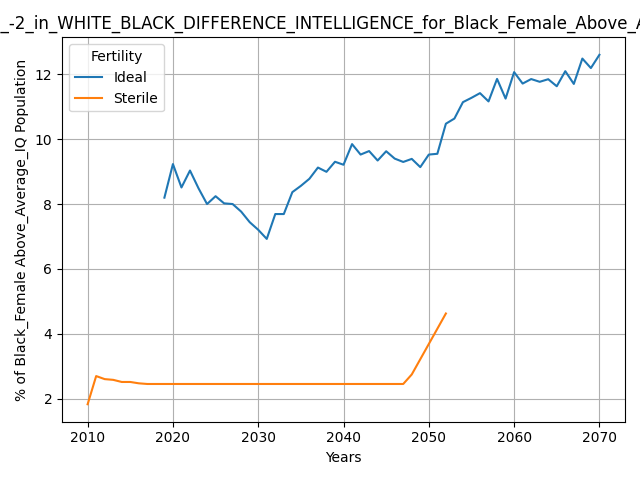 _-2_in_WHITE_BLACK_DIFFERENCE_INTELLIGENCE_for_Black_Female_Above_A
Fertility
Ideal
Sterile
% of Black_Female Above_Average_IQ Population
12
10
8
6
4
2
2010 2020 2030 2040 2050 2060 2070
Years